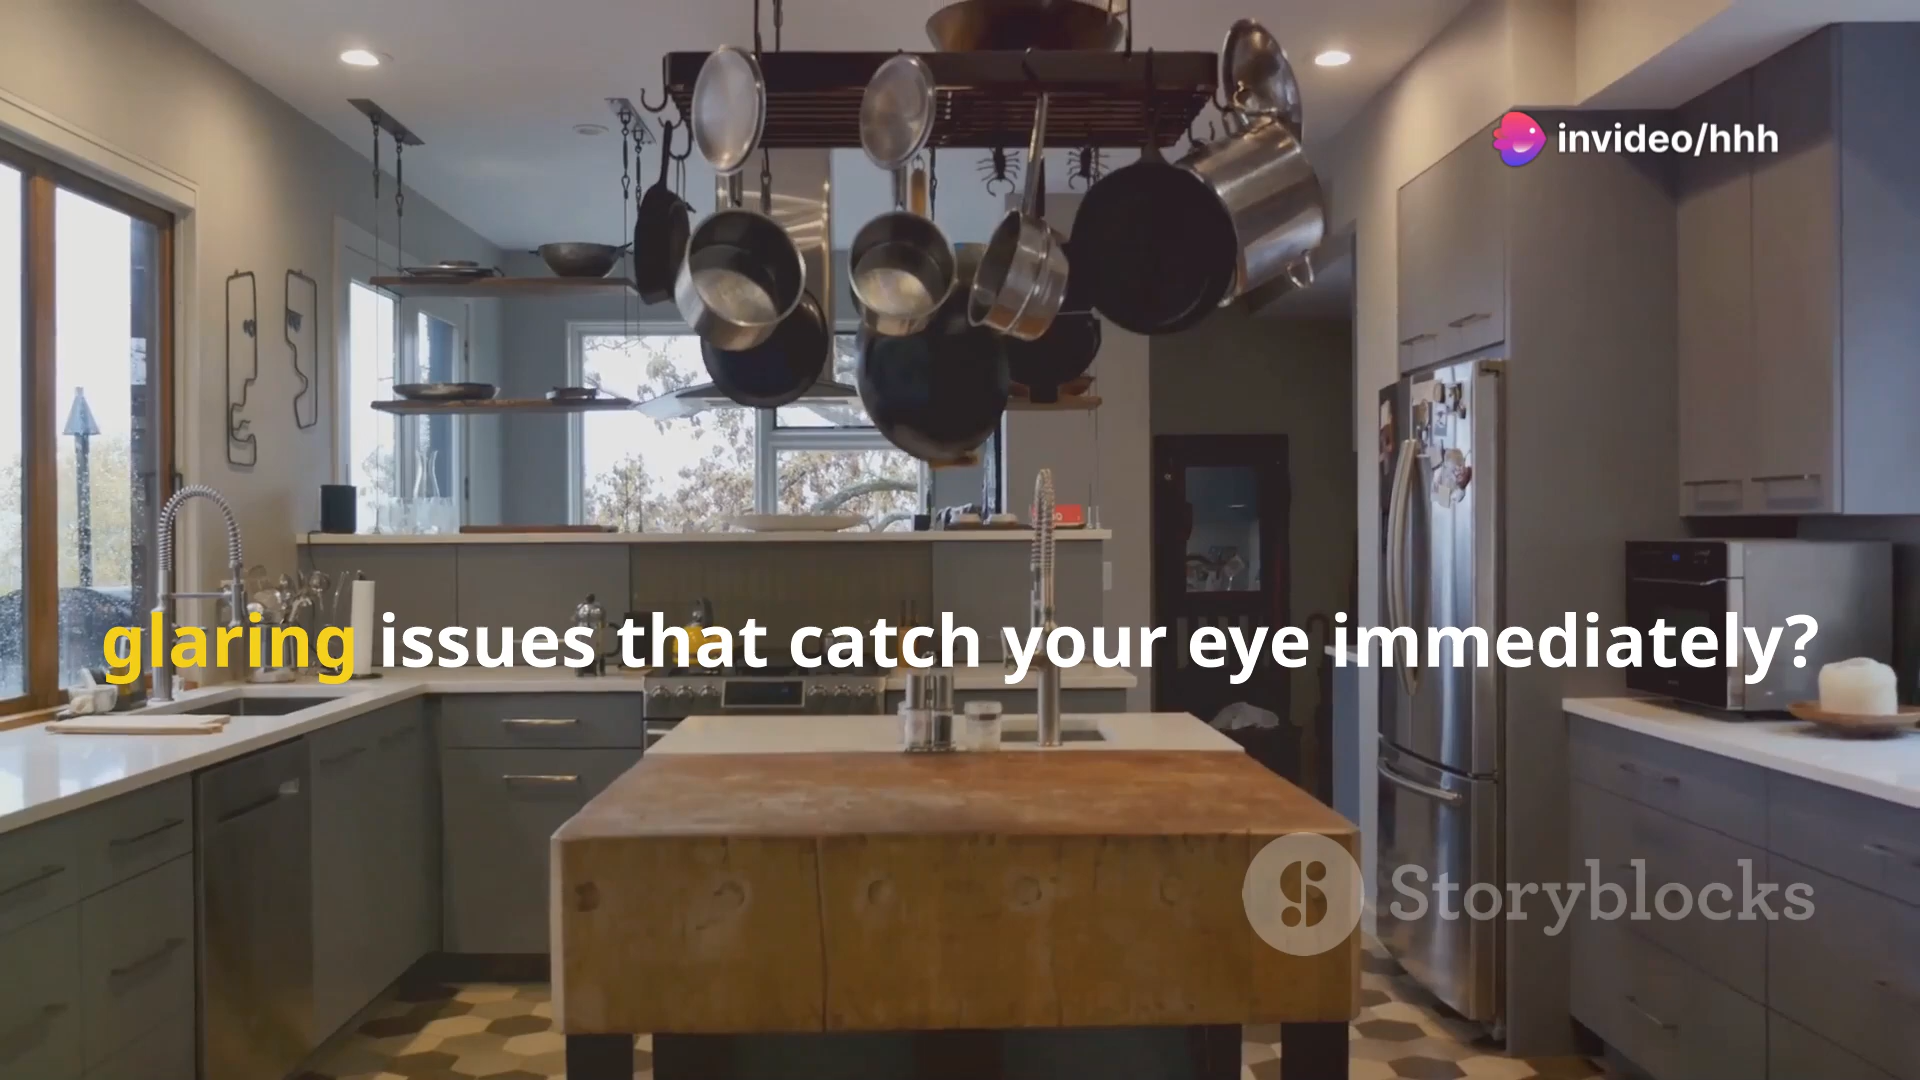 invideo/hhh
glaring issues that catch your eye immediately?
Storyblocks